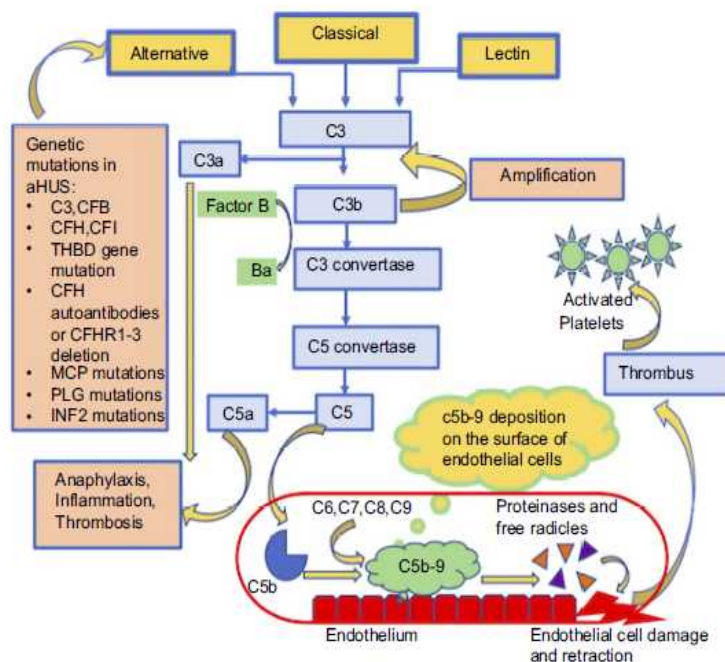 Classical
Alternative
Lectin
C3
Genetic
mutations in
aHUS:
• C3,CFB
• CFH,CFI
• THBD gene
mutation
• CFH
autoantibodies
or CFHR1-3
deletion
• MCP mutations
• PLG mutations
• INF2 mutations
C3a
Amplification
Factor B
C3b
Ba
C3 convertase
Activated
Platelets
C5 convertase
Thrombus
C5a
C5
c5b-9 deposition
on the surface of
endothelial cells
Anaphylaxis,
Inflammation,
Thrombosis
C6,C7,C8,C9
Proteinases and
free radicles
C5b-9
C5b
Endothelium
Endothelial cell damage
and retraction